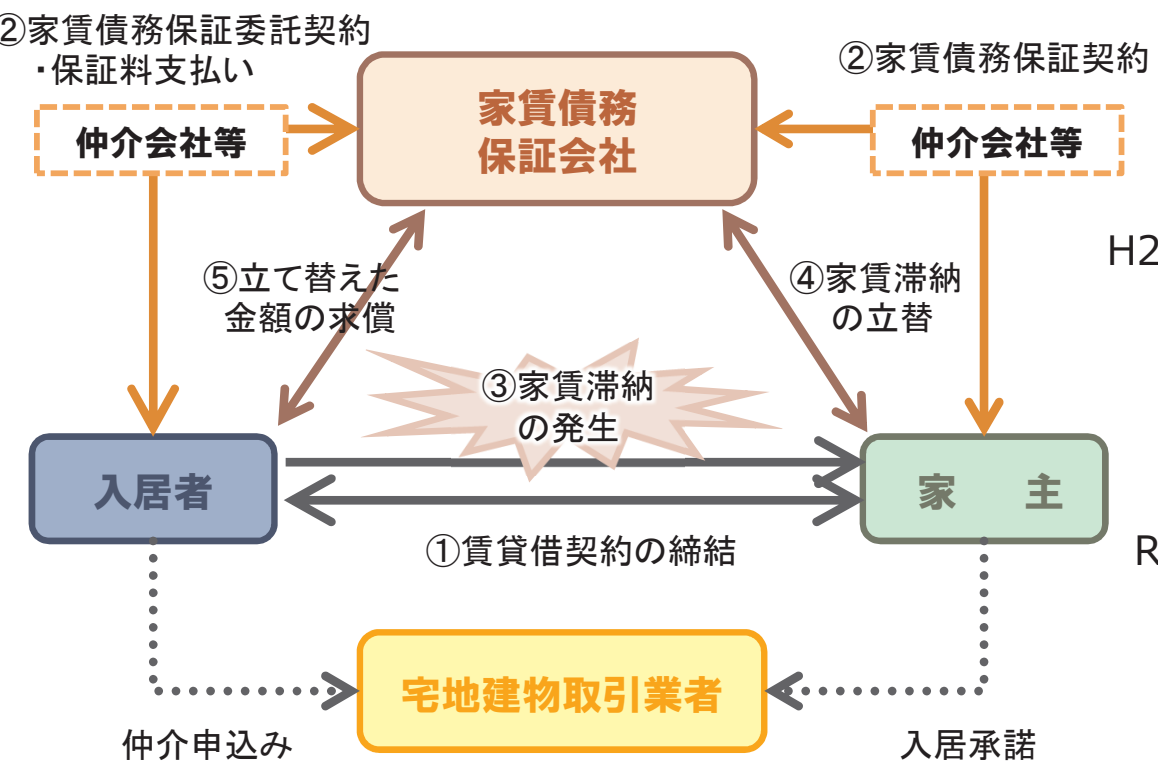 ②家賃債務保証委託契約
・保証料支払い
②家賃債務保証契約
家賃債務
保証会社
仲介会社等
仲介会社等
H2
⑤立て替えた
金額の求償
④家賃滞納
の立替
③家賃滞納
の発生
入居者
家 主
①賃貸借契約の締結
R
宅地建物取引業者
仲介申込み
入居承諾